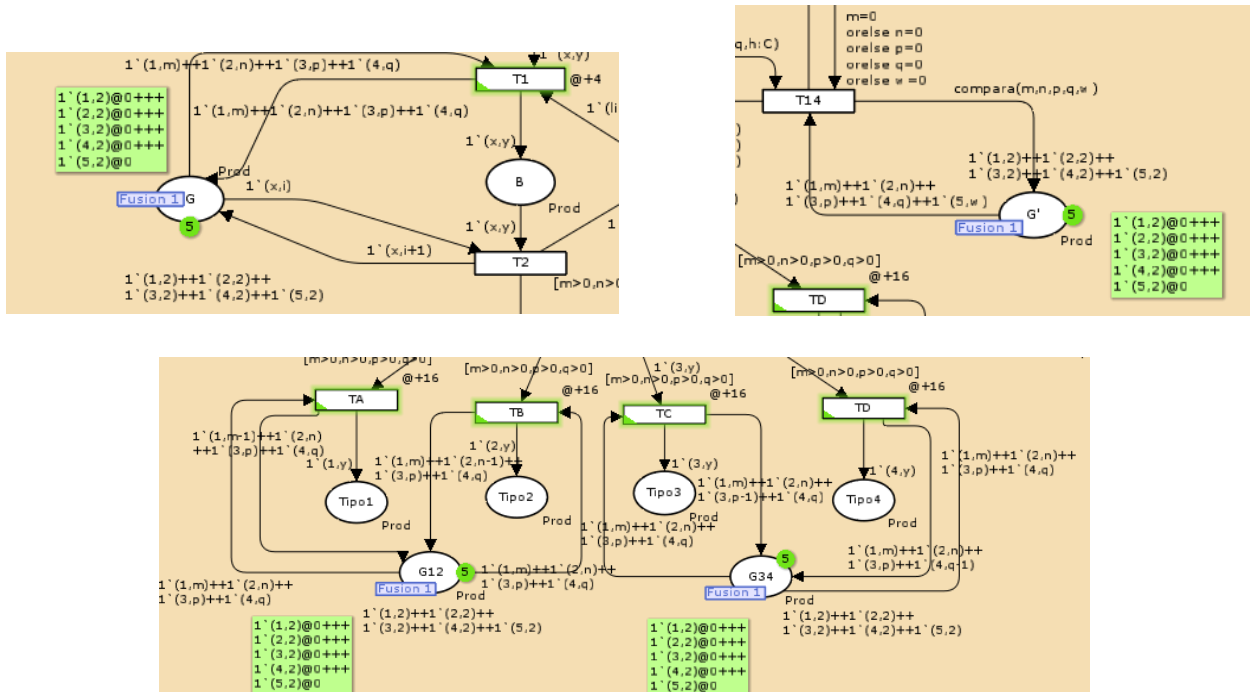 1`(x,y)
1`(1,m)++1`(2,n)++1`(3,p)++1`(4,q)
T1
@+4
1`(1,2)@0+++
1`(2,2)@0+++
1`(3,2)@0+++
1`(4,2)@0+++
1`(5,2)@0
1`(1,m)++1`(2,n)++1`(3,p)++1`(4,q)
1`(li
1`(x,y)
Prod
G
Fusion 1
5
1`(x,i)
B
Prod
1`(x,y)
1
1`(x,i+1)
T2
1`(1,2)++1`(2,2)++
1`(3,2)++1`(4,2)++1`(5,2)
[m>0,n>0
m=0
orelse n=0
orelse p=0
orelse q=0
orelse w =0
q,h:C)
T14
compara(m,n,p,q,w )
1`(1,2)++1`(2,2)++
1`(3,2)++1`(4,2)++1`(5,2)
1`(1,m)++1`(2,n)++
1`(3,p)++1`(4,q)++1`(5,w)
G'
5
Fusion 1
Prod
1`(1,2)@0+++
1`(2,2)@0+++
1`(3,2)@0+++
1`(4,2)@0+++
1`(5,2)@0
[m>0,n>0,p>0,q>0]
@+16
TD
[m>0,n>0,p>0,q>0]
@+16
TA
[m>0,n>0,p>0,q>0]
@+16
TB
1`(3,y)
[m>0,n>0,p>0,q>0]
@+16
TC
[m>0,n>0,p>0,q>0]
@+16
TD
1`(1,m-1)++1`(2,n)
++1`(3,p)++1`(4,q)
1`(1,y)
1`(2,y)
1`(1,m)++1`(2,n-1)++
1`(3,p)++1`(4,q)
1`(3,y)
1`(1,m)++1`(2,n)++
1`(3,p-1)++1`(4,q)
1`(4,y)
1`(1,m)++1`(2,n)++
1`(3,p)++1`(4,q)
Tipo1
Prod
Tipo2
Prod
Tipo3
Prod
Tipo4
Prod
1`(1,m)++1`(2,n)++
1`(3,p)++1`(4,q)
1`(1,m)++1`(2,n)++
1`(3,p)++1`(4,q-1)
1`(1,m)++1`(2,n)++
1`(3,p)++1`(4,q)
G12
5
Fusion 1
Prod
1`(1,m)++1`(2,n)++
1`(3,p)++1`(4,q)
G34
5
Fusion 1
Prod
1`(1,2)++1`(2,2)++
1`(3,2)++1`(4,2)++1`(5,2)
1`(1,2)++1`(2,2)++
1`(3,2)++1`(4,2)++1`(5,2)
1`(1,2)@0+++
1`(2,2)@0+++
1`(3,2)@0+++
1`(4,2)@0+++
1`(5,2)@0
1`(1,2)@0+++
1`(2,2)@0+++
1`(3,2)@0+++
1`(4,2)@0+++
1`(5,2)@0